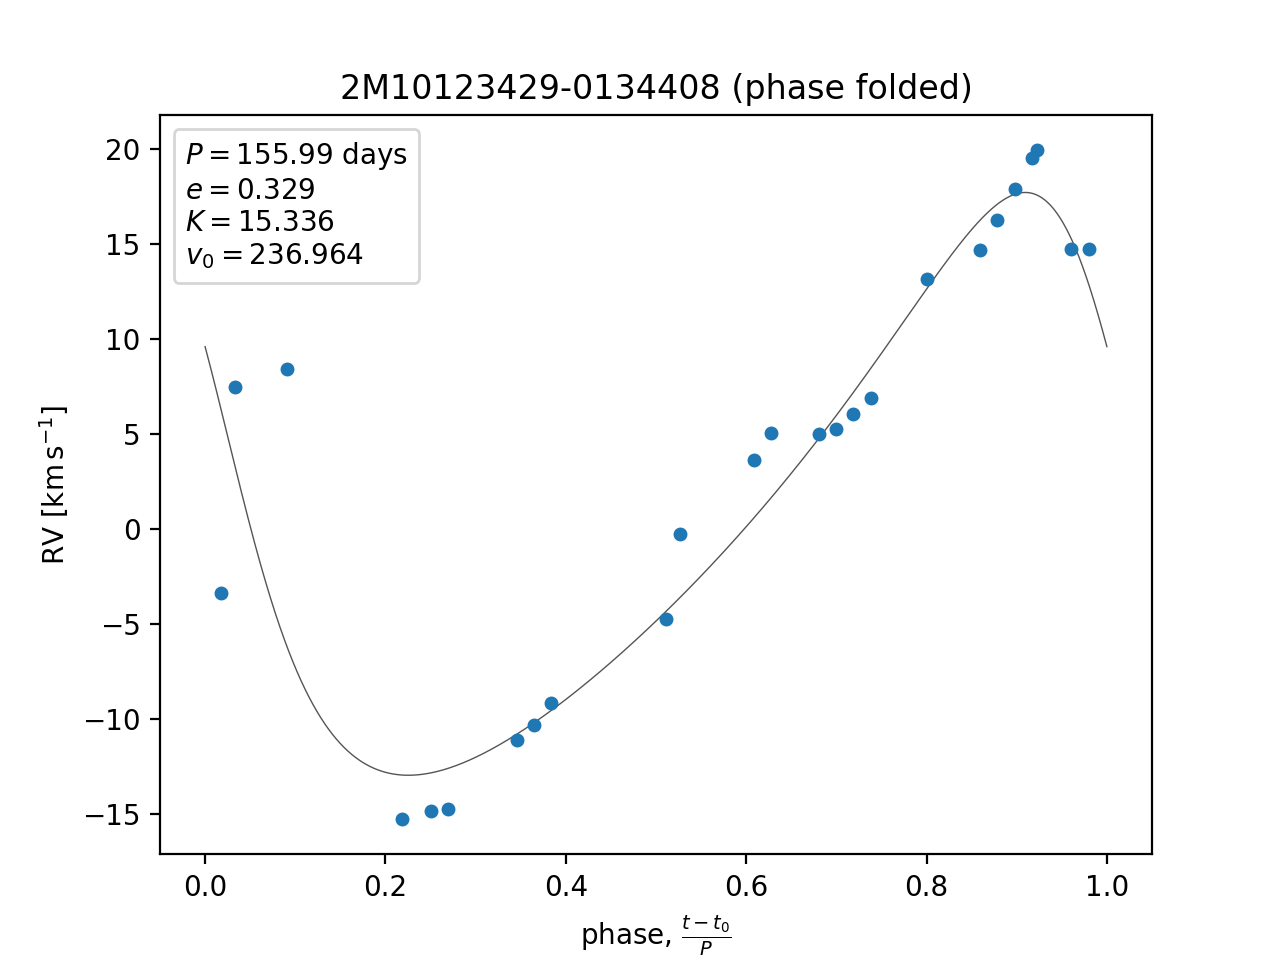 2M10123429-0134408 (phase folded)
P = 155.99 days
e = 0.329
K = 15.336
v₀ = 236.964
20
15
10
5
0
−5
−10
−15
RV [km s⁻¹]
0.0 0.2 0.4 0.6 0.8 1.0
phase, (t − t₀)/P